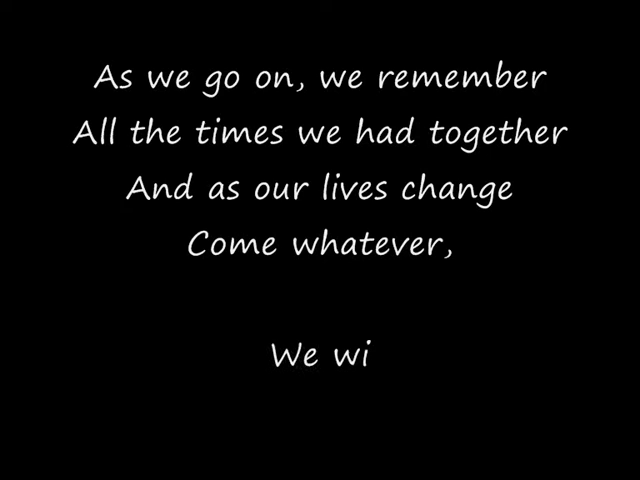 As we go on, we remember
All the times we had together
And as our lives change
Come whatever,
We wi